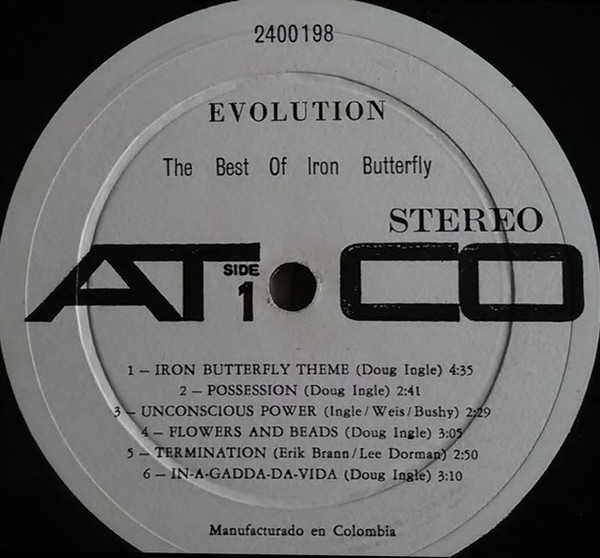 2400198
EVOLUTION
The Best Of Iron Butterfly
STEREO
ATCO
SIDE
1
1 – IRON BUTTERFLY THEME (Doug Ingle) 4:35
2 – POSSESSION (Doug Ingle) 2:41
3 – UNCONSCIOUS POWER (Ingle/Weis/Bushy) 2:29
4 – FLOWERS AND BEADS (Doug Ingle) 3:05
5 – TERMINATION (Erik Brann/Lee Dorman) 2:50
6 – IN-A-GADDA-DA-VIDA (Doug Ingle) 3:10
Manufacturado en Colombia